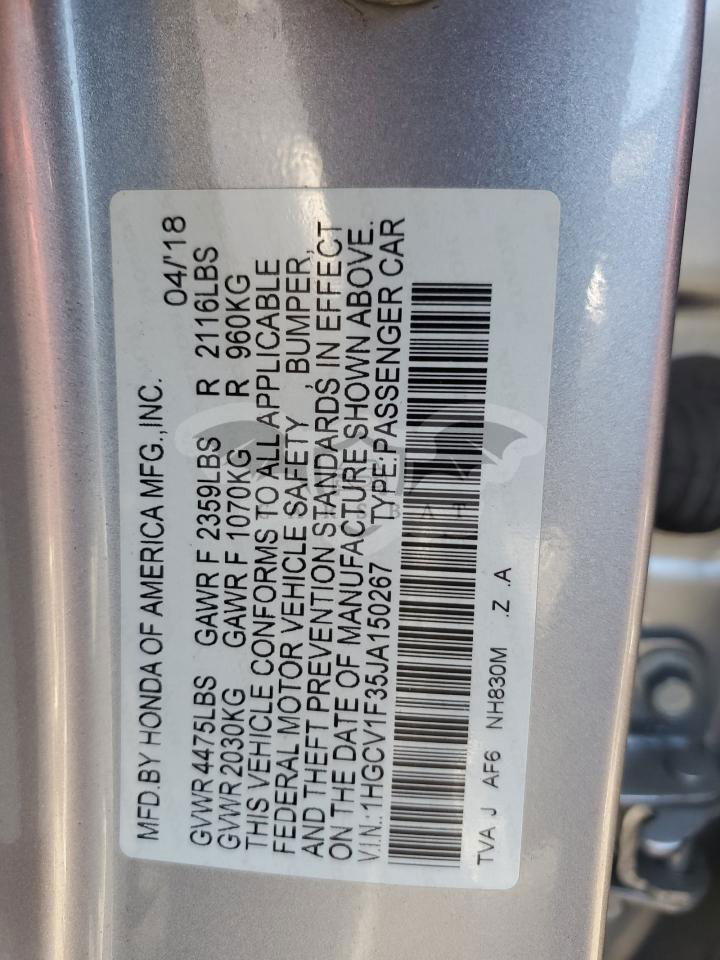 MFD.BY HONDA OF AMERICA MFG.,INC. 04/'18
GVWR 4475LBS GAWR F 2359LBS R 2116LBS
GVWR 2030KG GAWR F 1070KG R 960KG
THIS VEHICLE CONFORMS TO ALL APPLICABLE
FEDERAL MOTOR VEHICLE SAFETY , BUMPER,
AND THEFT PREVENTION STANDARDS IN EFFECT
ON THE DATE OF MANUFACTURE SHOWN ABOVE.
V.I.N.:1HGCV1F35JA150267 TYPE:PASSENGER CAR
TVA J AF6 NH830M .Z .A